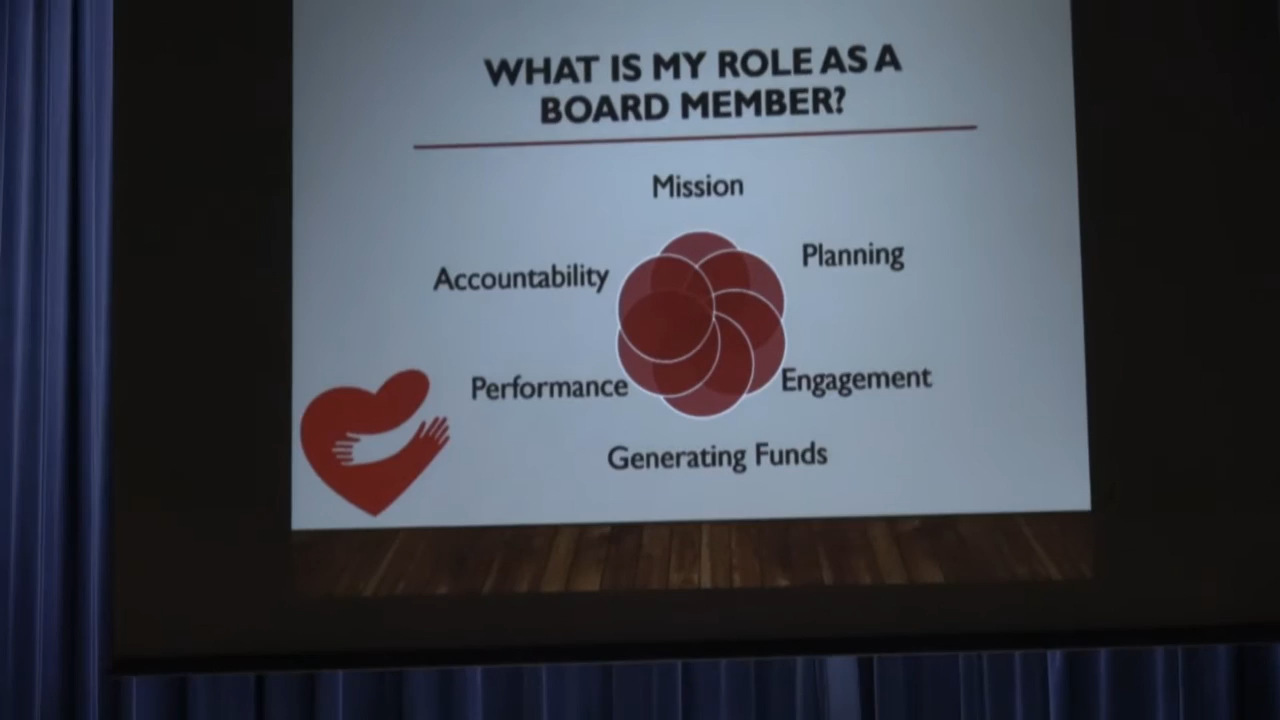 WHAT IS MY ROLE AS A
BOARD MEMBER?
Mission
Planning
Accountability
Engagement
Performance
Generating Funds